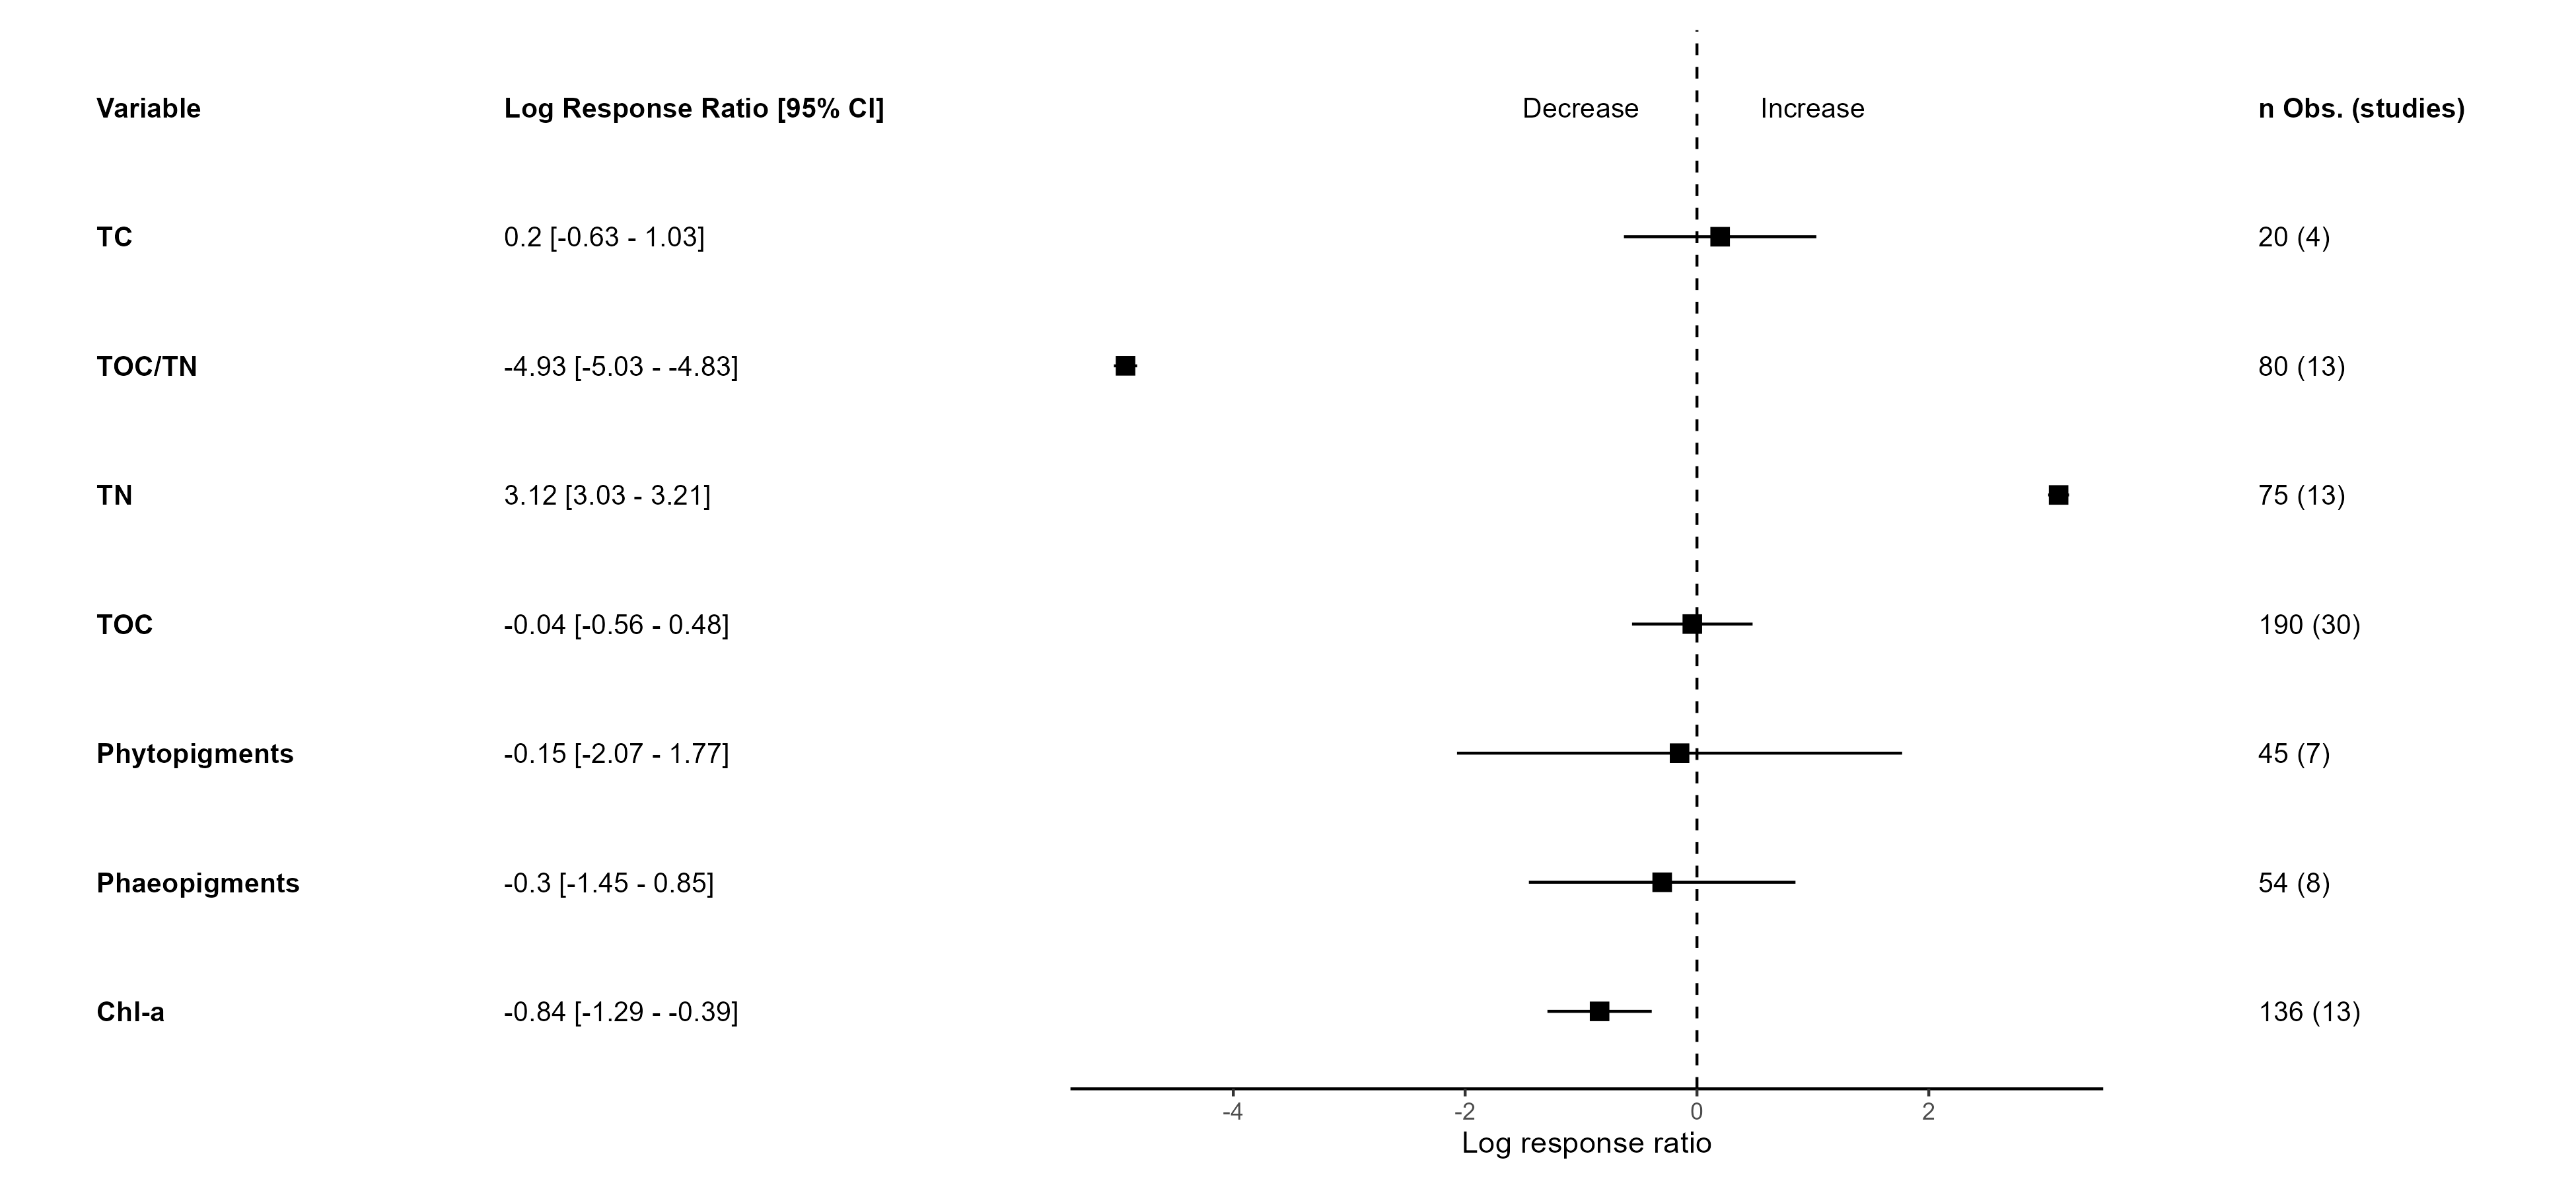 Variable Log Response Ratio [95% CI] Decrease Increase n Obs. (studies)
TC 0.2 [-0.63 - 1.03] 20 (4)
TOC/TN -4.93 [-5.03 - -4.83] 80 (13)
TN 3.12 [3.03 - 3.21] 75 (13)
TOC -0.04 [-0.56 - 0.48] 190 (30)
Phytopigments -0.15 [-2.07 - 1.77] 45 (7)
Phaeopigments -0.3 [-1.45 - 0.85] 54 (8)
Chl-a -0.84 [-1.29 - -0.39] 136 (13)
-4 -2 0 2
Log response ratio